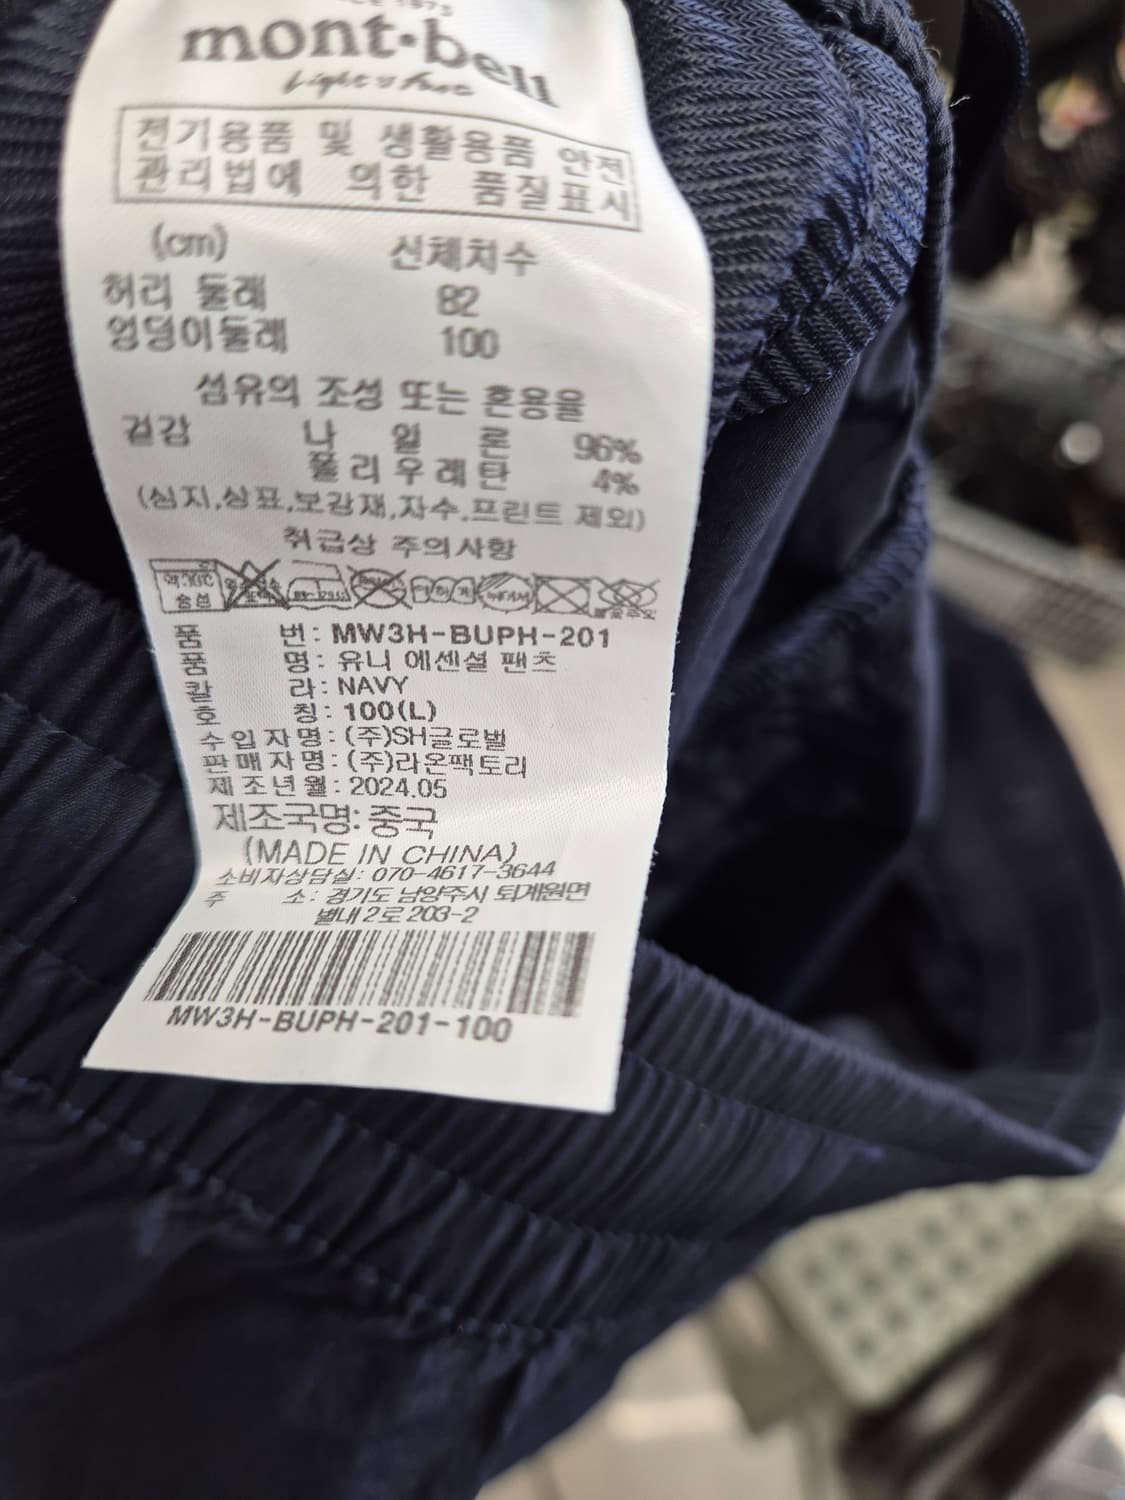 mont·bell
light & fast
전기용품 및 생활용품 안전
관리법에 의한 품질표시
(cm) 신체치수
허리 둘레 82
엉덩이둘레 100
섬유의 조성 또는 혼용율
겉감 나 일 론 96%
폴리우레탄 4%
(심지,상표,보강재,자수,프린트 제외)
취급상 주의사항
품 번: MW3H-BUPH-201
품 명: 유니 에센셜 팬츠
칼 라: NAVY
호 칭: 100(L)
수입자명: (주)SH글로벌
판매자명: (주)라온팩토리
제조년월: 2024.05
제조국명: 중국
(MADE IN CHINA)
소비자상담실: 070-4617-3644
주 소: 경기도 남양주시 퇴계원면
별내2로 203-2
MW3H-BUPH-201-100